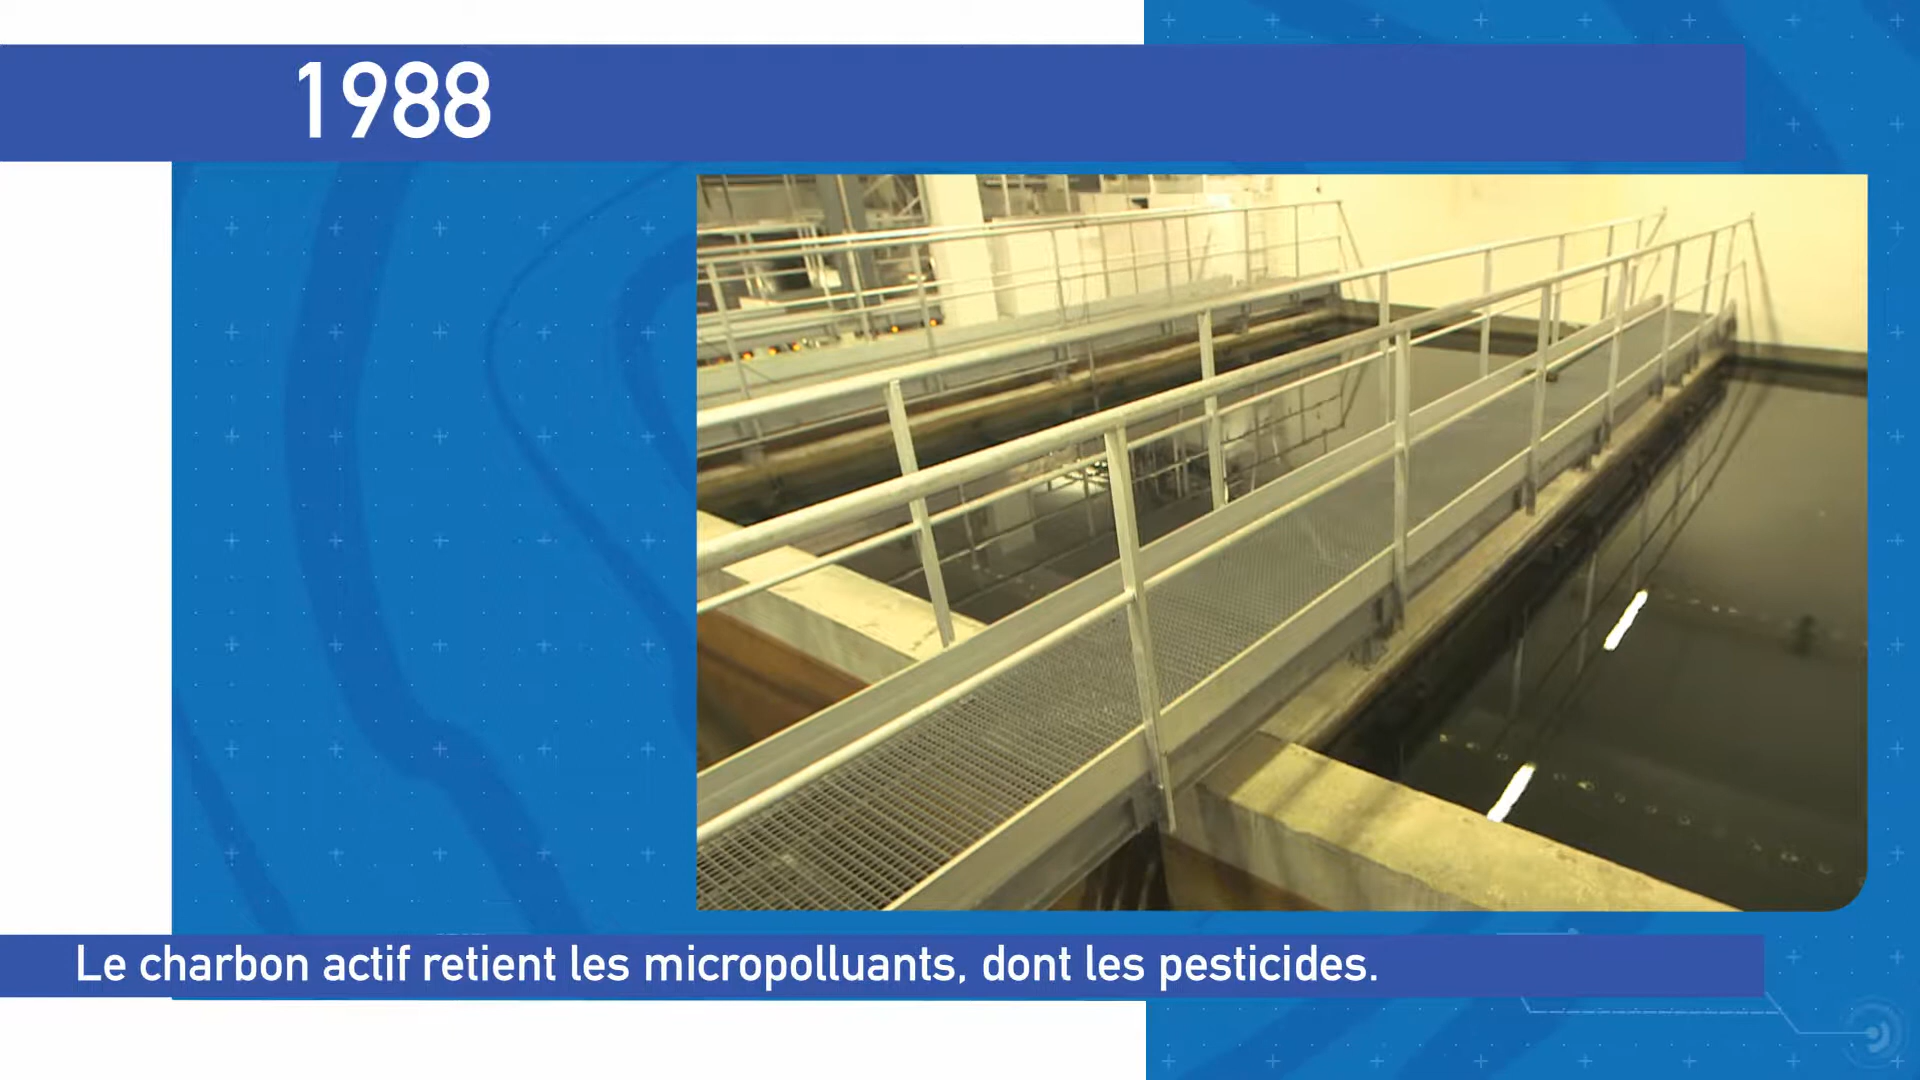 1988
Le charbon actif retient les micropolluants, dont les pesticides.